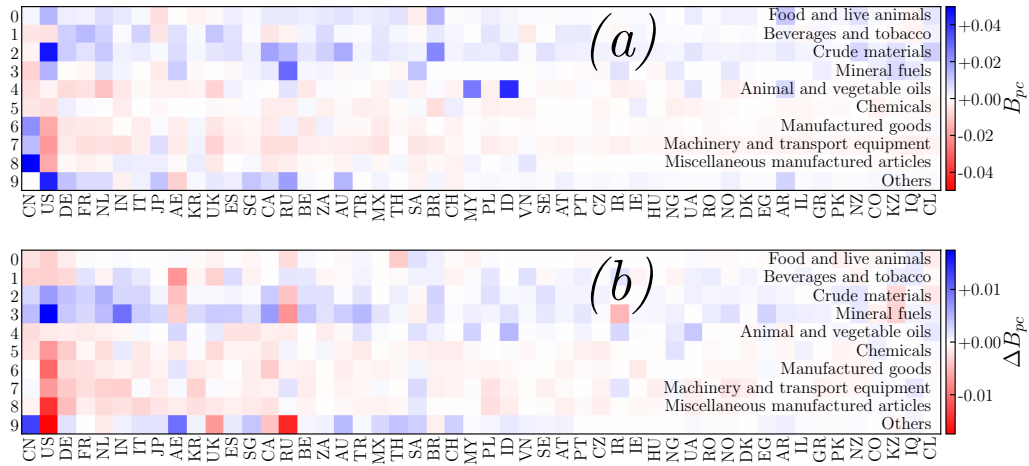 0 Food and live animals
1 Beverages and tobacco
2 Crude materials
3 Mineral fuels
4 Animal and vegetable oils
5 Chemicals
6 Manufactured goods
7 Machinery and transport equipment
8 Miscellaneous manufactured articles
9 Others
(a)
+0.04
+0.02
+0.00
-0.02
-0.04
B_pc
CN US DE FR NL IN IT JP AE KR UK ES SG CA RU BE ZA AU TR MX TH SA BR CH MY PL ID VN SE AT PT CZ IR IE HU NG UA RO NO DK EG AR IL GR PK NZ CO KZ IQ CL
0 Food and live animals
1 Beverages and tobacco
2 Crude materials
3 Mineral fuels
4 Animal and vegetable oils
5 Chemicals
6 Manufactured goods
7 Machinery and transport equipment
8 Miscellaneous manufactured articles
9 Others
(b)
+0.01
+0.00
-0.01
ΔB_pc
CN US DE FR NL IN IT JP AE KR UK ES SG CA RU BE ZA AU TR MX TH SA BR CH MY PL ID VN SE AT PT CZ IR IE HU NG UA RO NO DK EG AR IL GR PK NZ CO KZ IQ CL